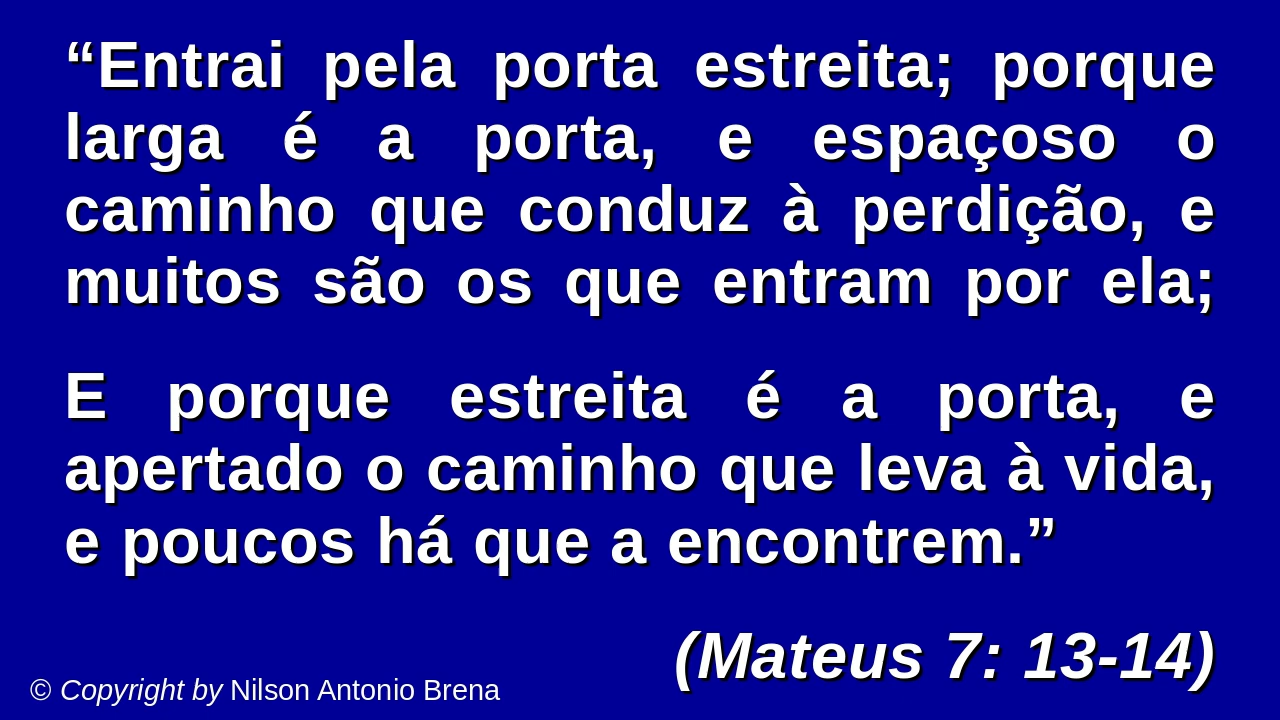 “Entrai pela porta estreita; porque
larga é a porta, e espaçoso o
caminho que conduz à perdição, e
muitos são os que entram por ela;
E porque estreita é a porta, e
apertado o caminho que leva à vida,
e poucos há que a encontrem.”
(Mateus 7: 13-14)
© Copyright by Nilson Antonio Brena